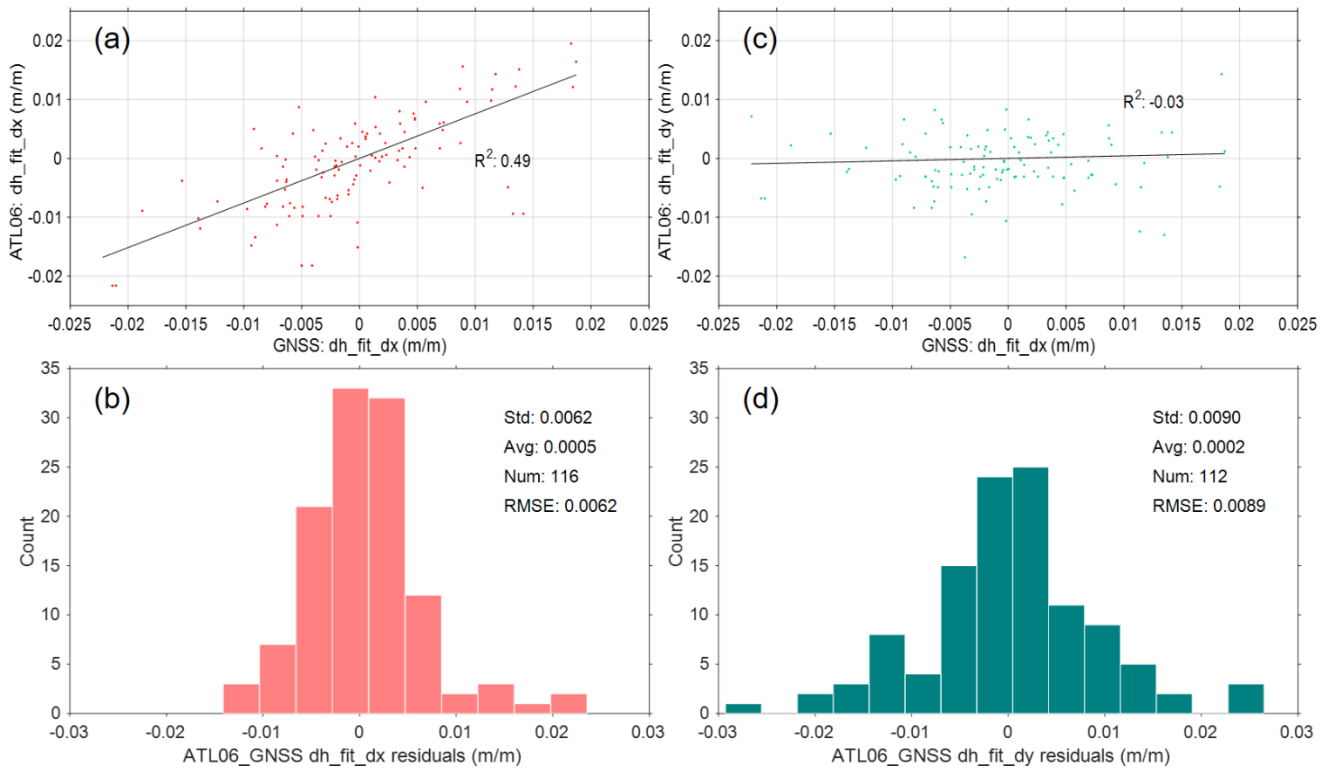 (a)
0.02
0.01
0
-0.01
-0.02
ATL06: dh_fit_dx (m/m)
R²: 0.49
-0.025 -0.02 -0.015 -0.01 -0.005 0 0.005 0.01 0.015 0.02 0.025
GNSS: dh_fit_dx (m/m)
(c)
0.02
0.01
0
-0.01
-0.02
ATL06: dh_fit_dy (m/m)
R²: -0.03
-0.025 -0.02 -0.015 -0.01 -0.005 0 0.005 0.01 0.015 0.02 0.025
GNSS: dh_fit_dx (m/m)
(b)
35
30
25
20
15
10
5
0
Count
Std: 0.0062
Avg: 0.0005
Num: 116
RMSE: 0.0062
-0.03 -0.02 -0.01 0 0.01 0.02 0.03
ATL06_GNSS dh_fit_dx residuals (m/m)
(d)
35
30
25
20
15
10
5
0
Count
Std: 0.0090
Avg: 0.0002
Num: 112
RMSE: 0.0089
-0.03 -0.02 -0.01 0 0.01 0.02 0.03
ATL06_GNSS dh_fit_dy residuals (m/m)